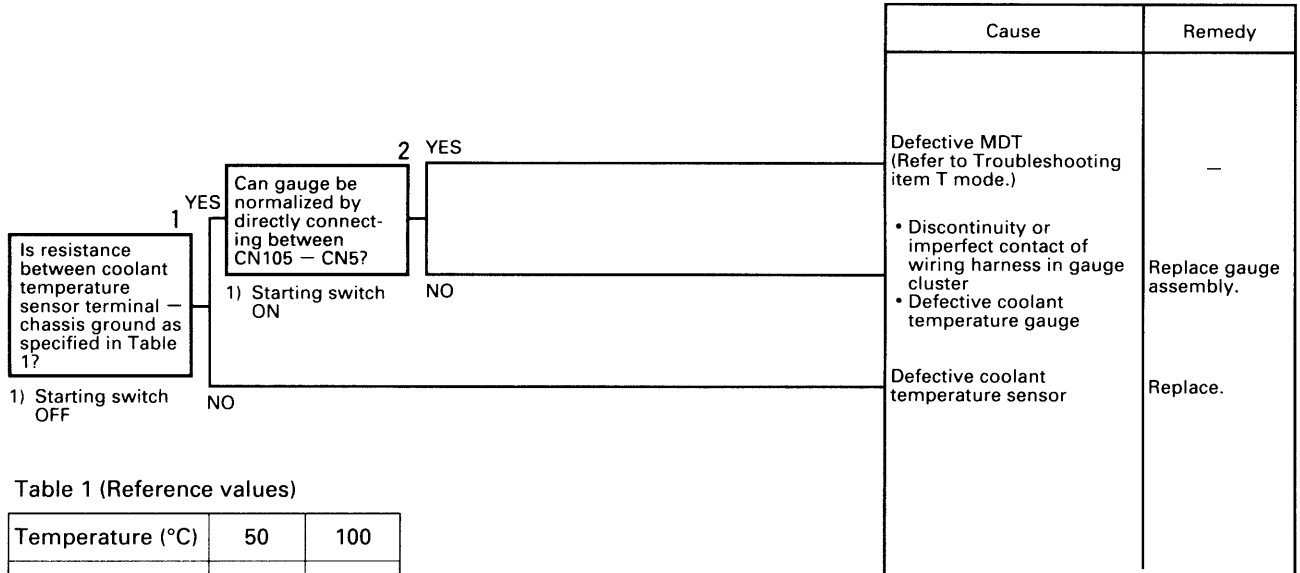 Cause Remedy
2 YES
Defective MDT
(Refer to Troubleshooting
item T mode.)
—
1 YES
Can gauge be
normalized by
directly connect-
ing between
CN105 — CN5?
1) Starting switch
ON
NO
• Discontinuity or
imperfect contact of
wiring harness in gauge
cluster
• Defective coolant
temperature gauge
Replace gauge
assembly.
Is resistance
between coolant
temperature
sensor terminal —
chassis ground as
specified in Table
1?
1) Starting switch
OFF
NO
Defective coolant
temperature sensor
Replace.
Table 1 (Reference values)
Temperature (°C) 50 100